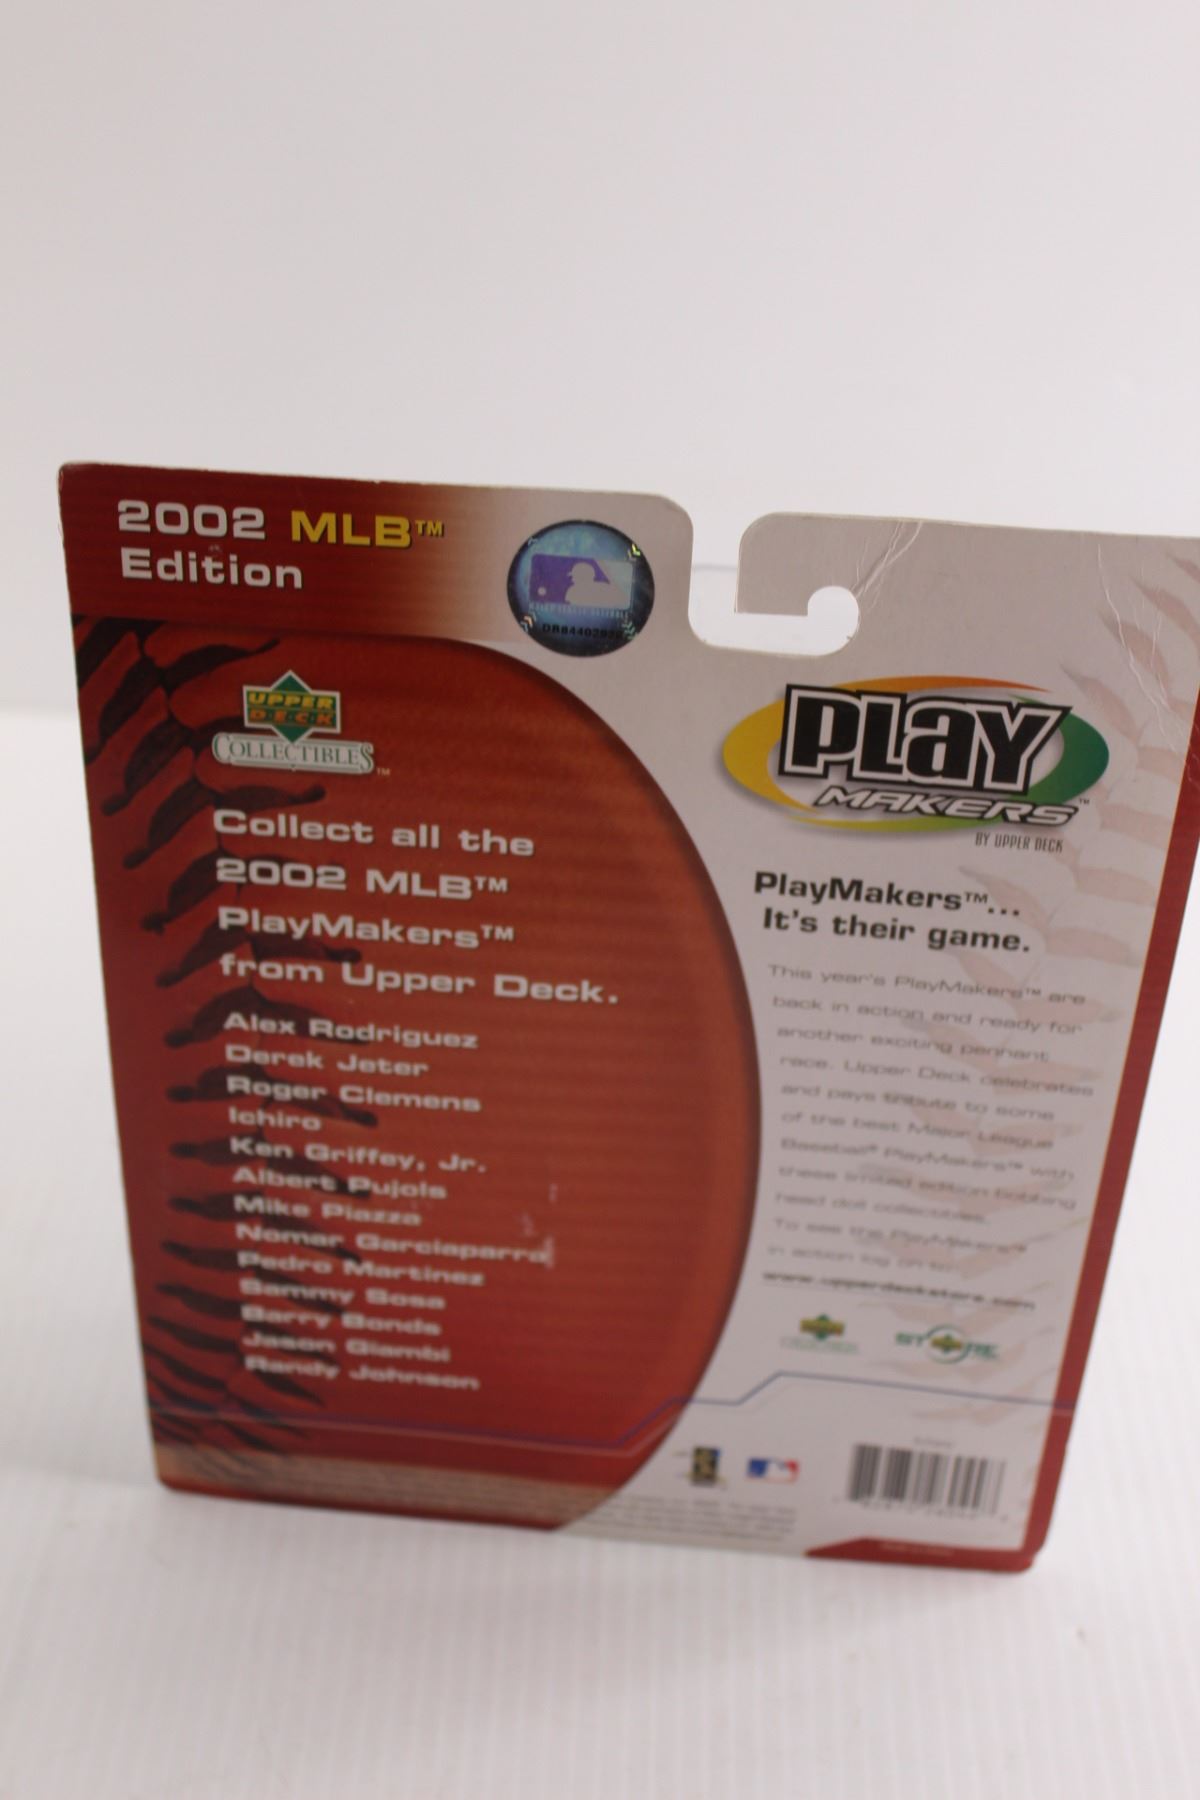 2002 MLB™
Edition
UPPER
DECK
COLLECTIBLES™
Collect all the
2002 MLB™
PlayMakers™
from Upper Deck.
Alex Rodriguez
Derek Jeter
Roger Clemens
Ichiro
Ken Griffey, Jr.
Albert Pujols
Mike Piazza
Nomar Garciaparra
Pedro Martinez
Sammy Sosa
Barry Bonds
Jason Giambi
Randy Johnson
PLaY
MAKERS™
BY UPPER DECK
PlayMakers™...
It's their game.
This year's PlayMakers™ are
back in action and ready for
another exciting pennant
race. Upper Deck celebrates
and pays tribute to some
of the best Major League
Baseball® PlayMakers™ with
these limited edition bobbing
head doll collectibles.
To see the PlayMakers™
in action log on to:
www.upperdeckstore.com
STORE